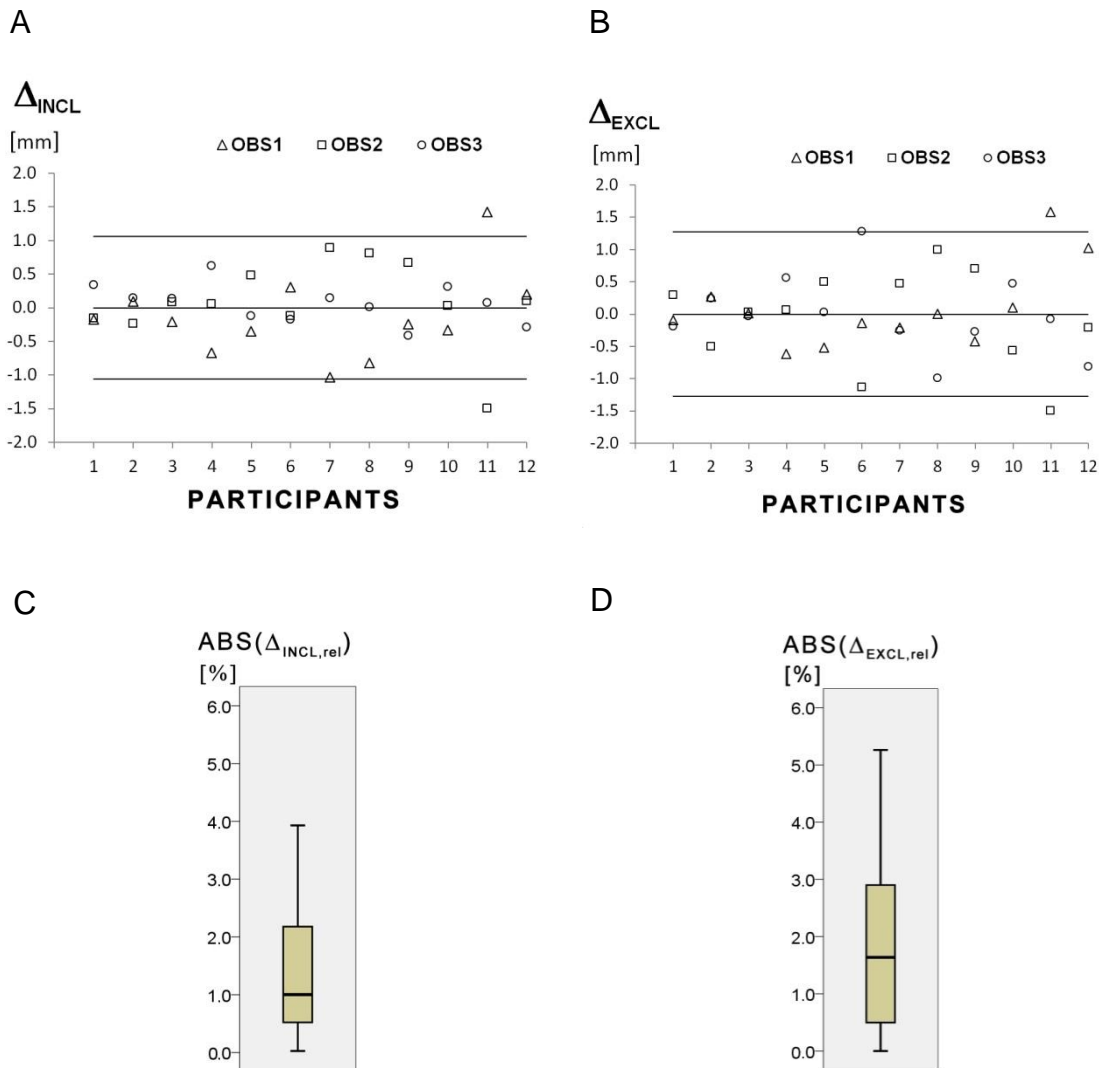 A
Δ_INCL
[mm]
△ OBS1 □ OBS2 ○ OBS3
2.0
1.5
1.0
0.5
0.0
-0.5
-1.0
-1.5
-2.0
1 2 3 4 5 6 7 8 9 10 11 12
PARTICIPANTS
B
Δ_EXCL
[mm]
△ OBS1 □ OBS2 ○ OBS3
2.0
1.5
1.0
0.5
0.0
-0.5
-1.0
-1.5
-2.0
1 2 3 4 5 6 7 8 9 10 11 12
PARTICIPANTS
C
ABS(Δ_INCL,rel)
[%]
6.0
5.0
4.0
3.0
2.0
1.0
0.0
D
ABS(Δ_EXCL,rel)
[%]
6.0
5.0
4.0
3.0
2.0
1.0
0.0